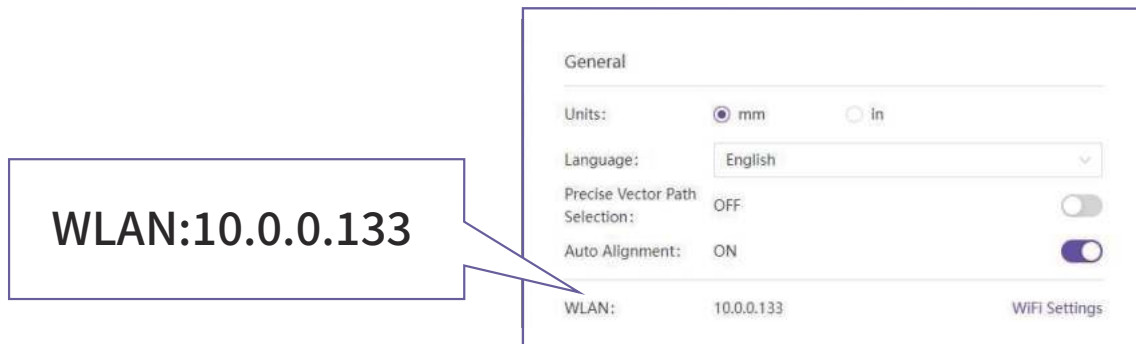 General
Units: mm in
Language: English
Precise Vector Path
Selection: OFF
Auto Alignment: ON
WLAN: 10.0.0.133 WiFi Settings
WLAN:10.0.0.133